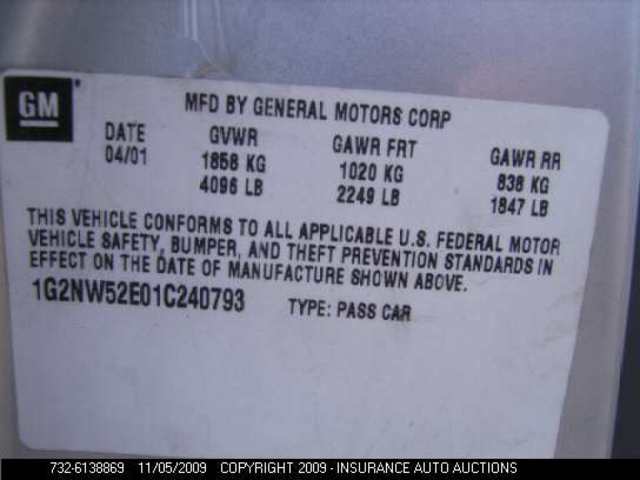 GM
MFD BY GENERAL MOTORS CORP
DATE GVWR GAWR FRT GAWR RR
04/01 1858 KG 1020 KG 838 KG
4096 LB 2249 LB 1847 LB
THIS VEHICLE CONFORMS TO ALL APPLICABLE U.S. FEDERAL MOTOR
VEHICLE SAFETY, BUMPER, AND THEFT PREVENTION STANDARDS IN
EFFECT ON THE DATE OF MANUFACTURE SHOWN ABOVE.
1G2NW52E01C240793 TYPE: PASS CAR
732-6138869 11/05/2009 COPYRIGHT 2009 - INSURANCE AUTO AUCTIONS